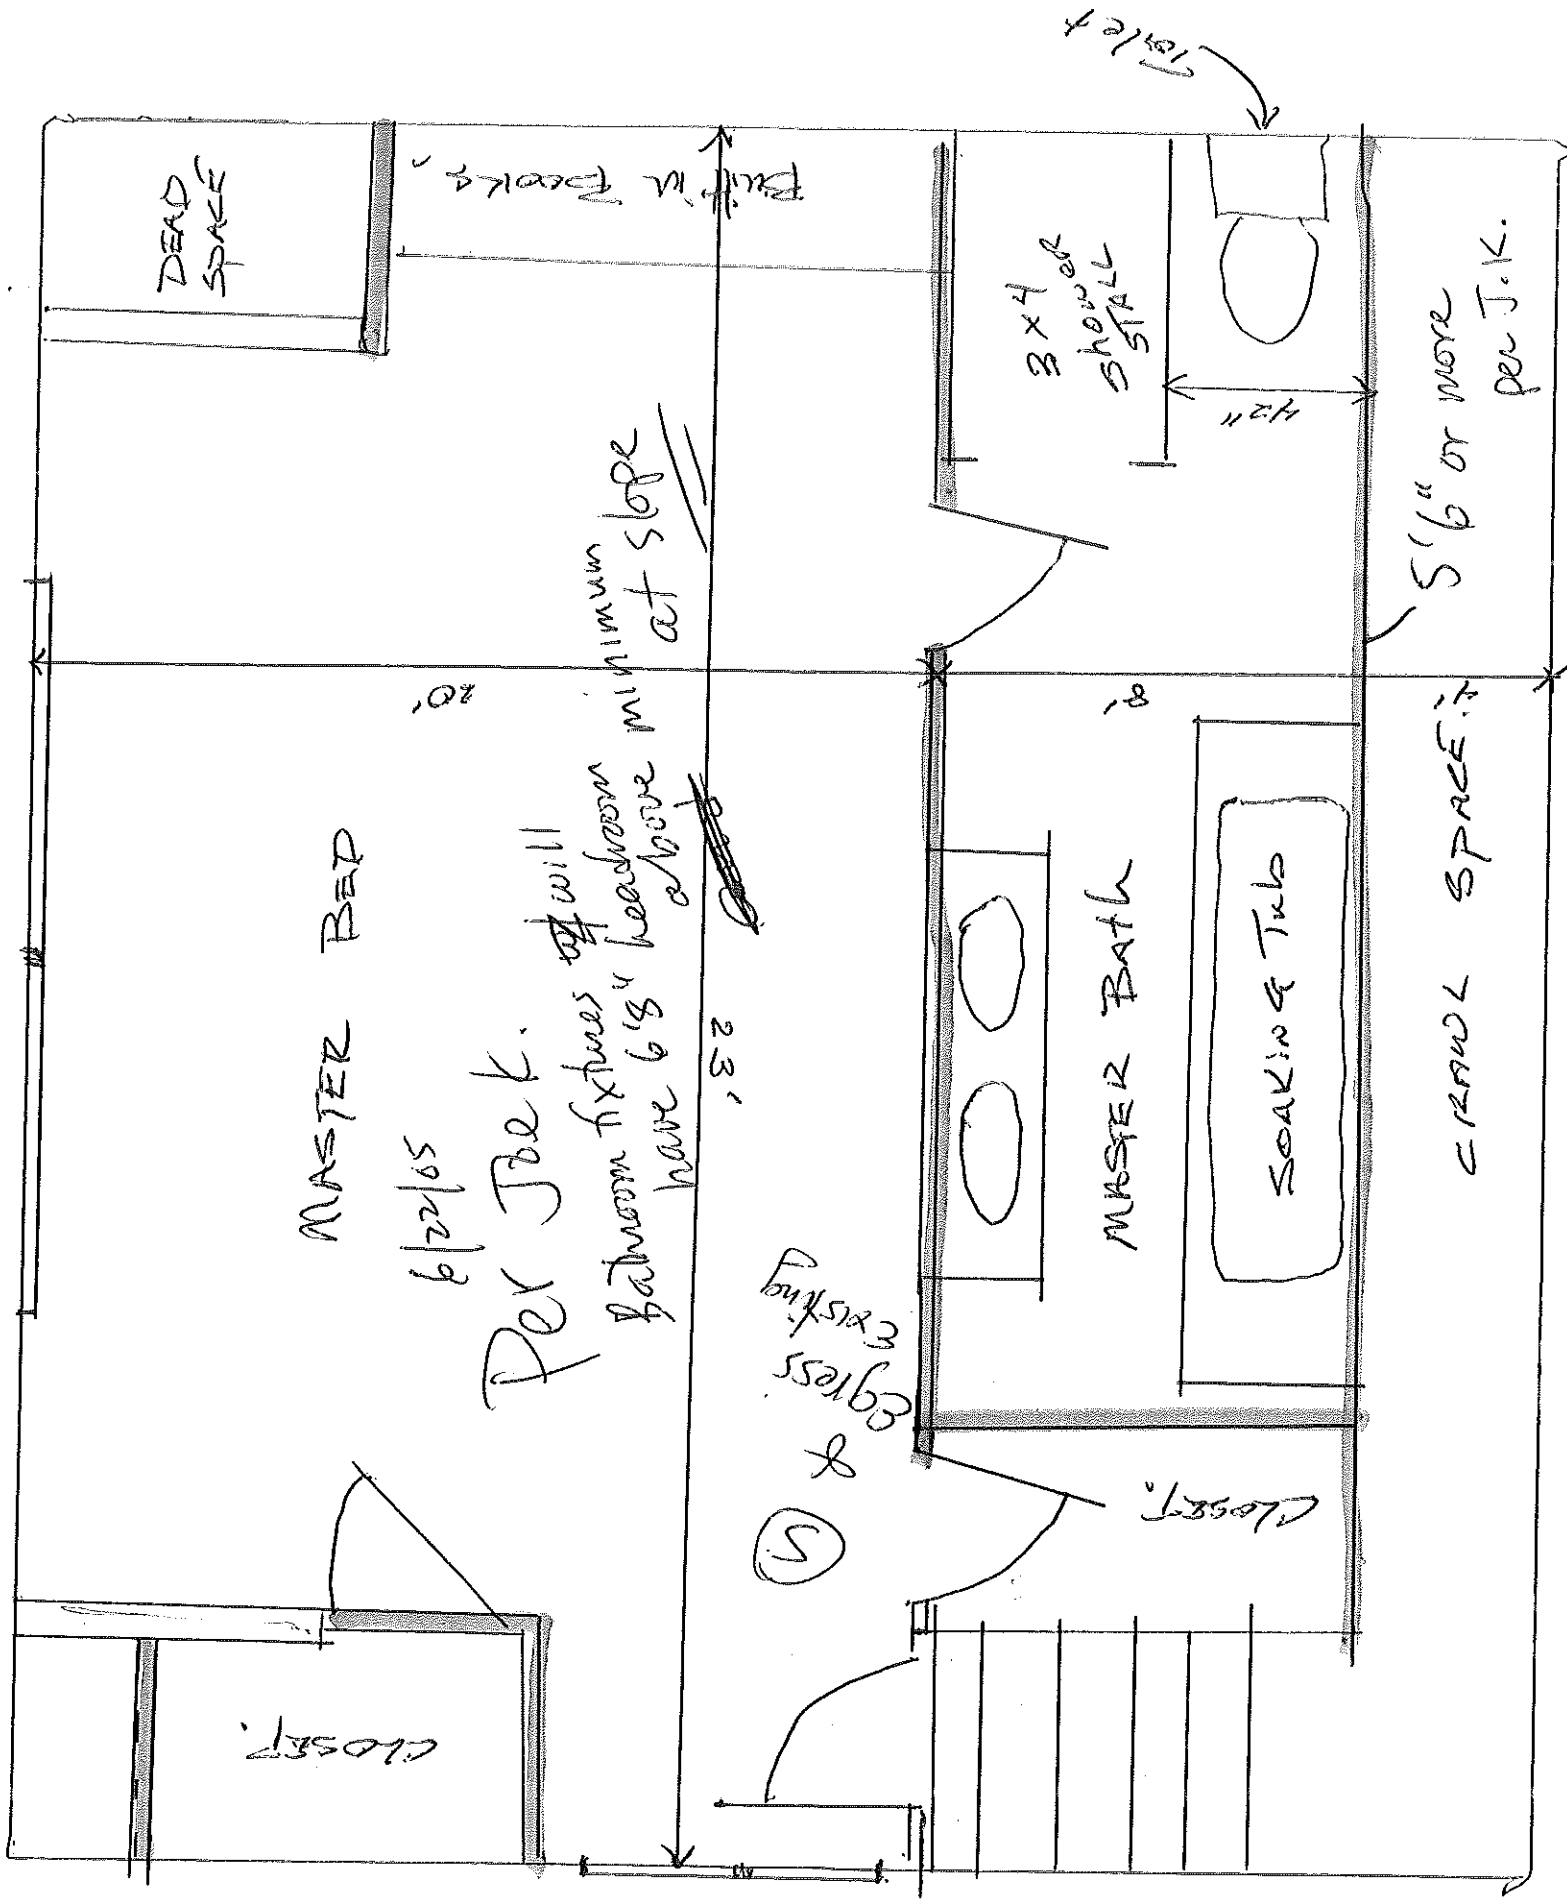 Toilet
DEAD
SPACE
Built in Books
3 x 4
shower
STALL
42"
5'6" or more
per J.K.
MASTER BED
6/22/05
Per Joe K.
Bathroom fixtures will
have 6'8" headroom
above minimum
at slope
20'
8'
23'
MASTER BATH
SOAKING TUB
CRAWL SPACE.
Egress
Existing
S
CLOSET.
CLOSET.